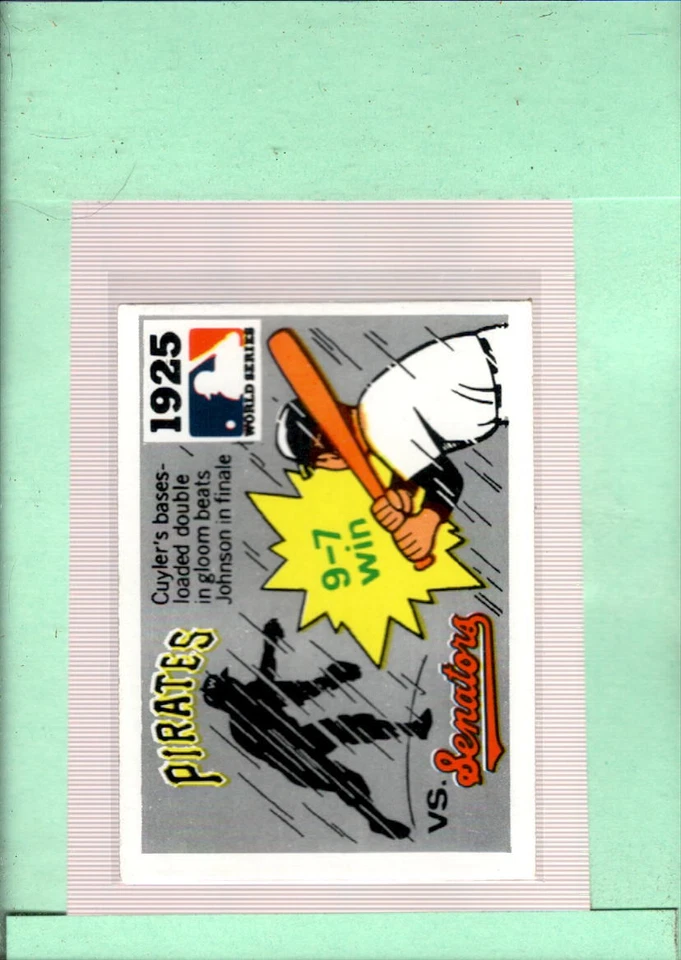 1925
WORLD SERIES
Cuyler's bases-
loaded double
in gloom beats
Johnson in finale
PIRATES
9-7
win
vs.
Senators
W